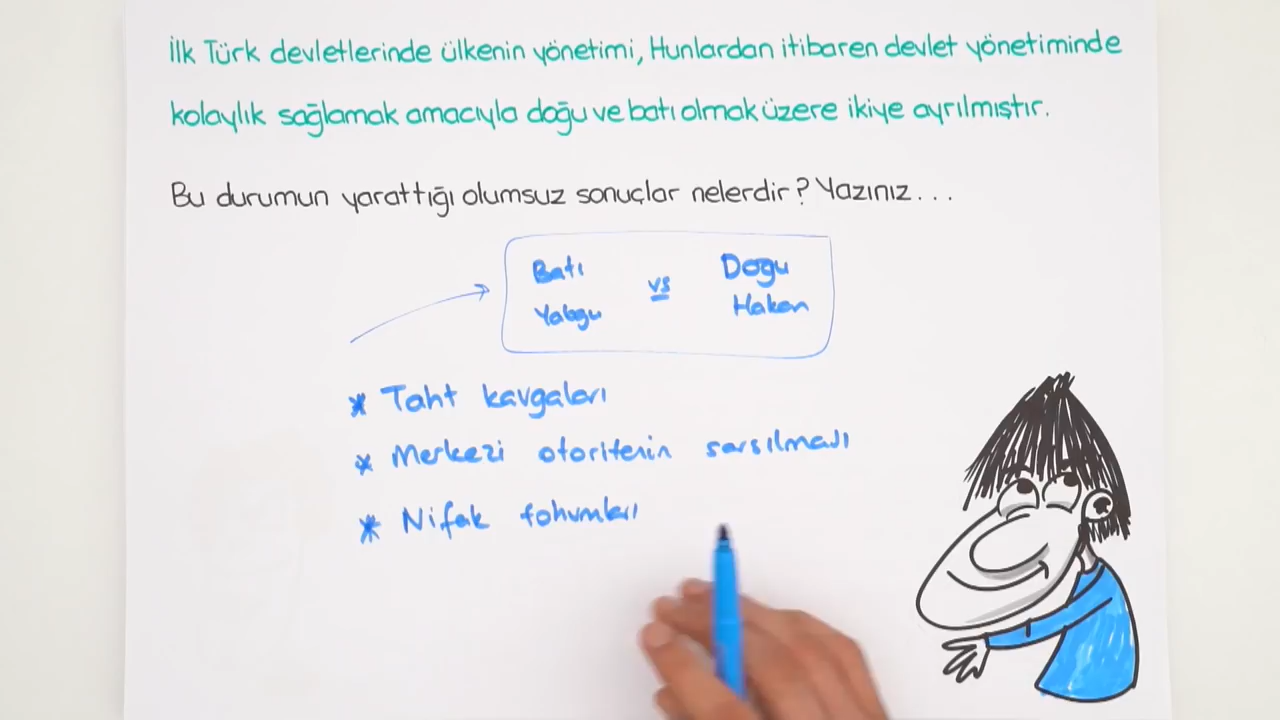 İlk Türk devletlerinde ülkenin yönetimi, Hunlardan itibaren devlet yönetiminde
kolaylık sağlamak amacıyla doğu ve batı olmak üzere ikiye ayrılmıştır.
Bu durumun yarattığı olumsuz sonuçlar nelerdir? Yazınız...
Batı vs Doğu
Yabgu Hakan
* Taht kavgaları
* Merkezi otoritenin sarsılması
* Nifak tohumları